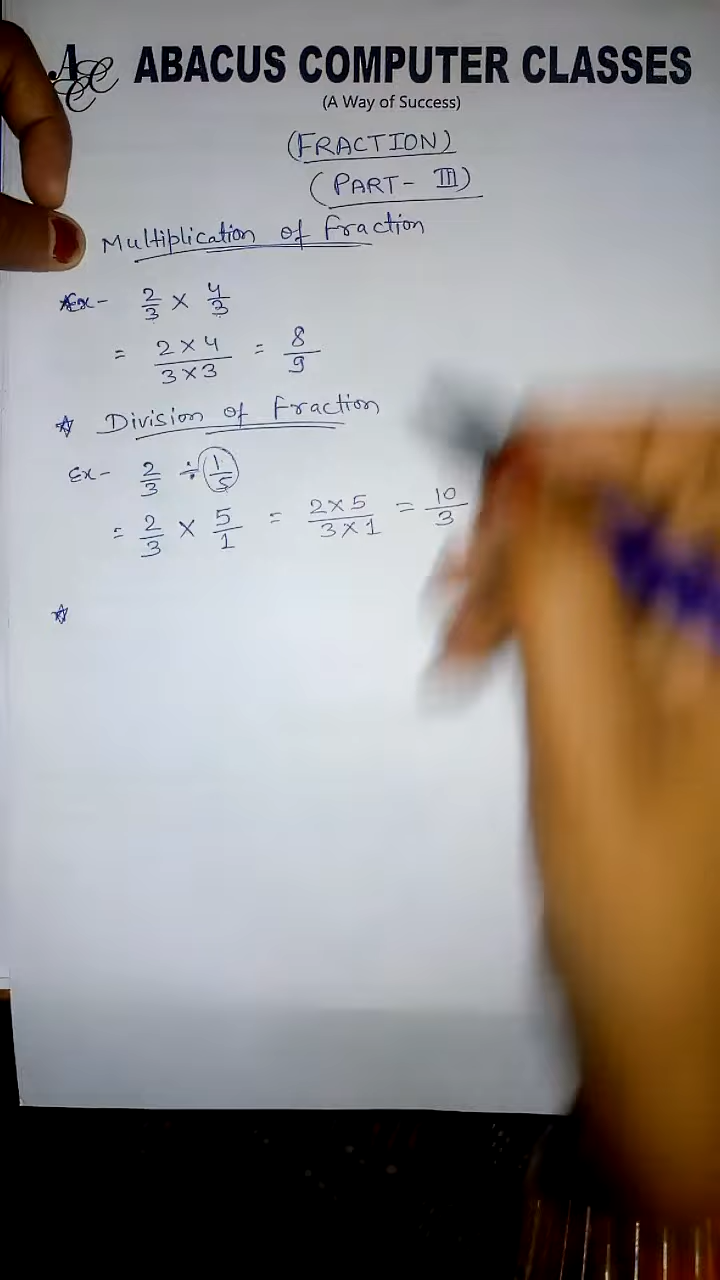 ACC ABACUS COMPUTER CLASSES
(A Way of Success)
(FRACTION)
(PART- III)
Multiplication of fraction
Ex- 2/3 × 4/3
= 2×4/3×3 = 8/9
☆ Division of fraction
Ex- 2/3 ÷ 1/5
= 2/3 × 5/1 = 2×5/3×1 = 10/3
☆